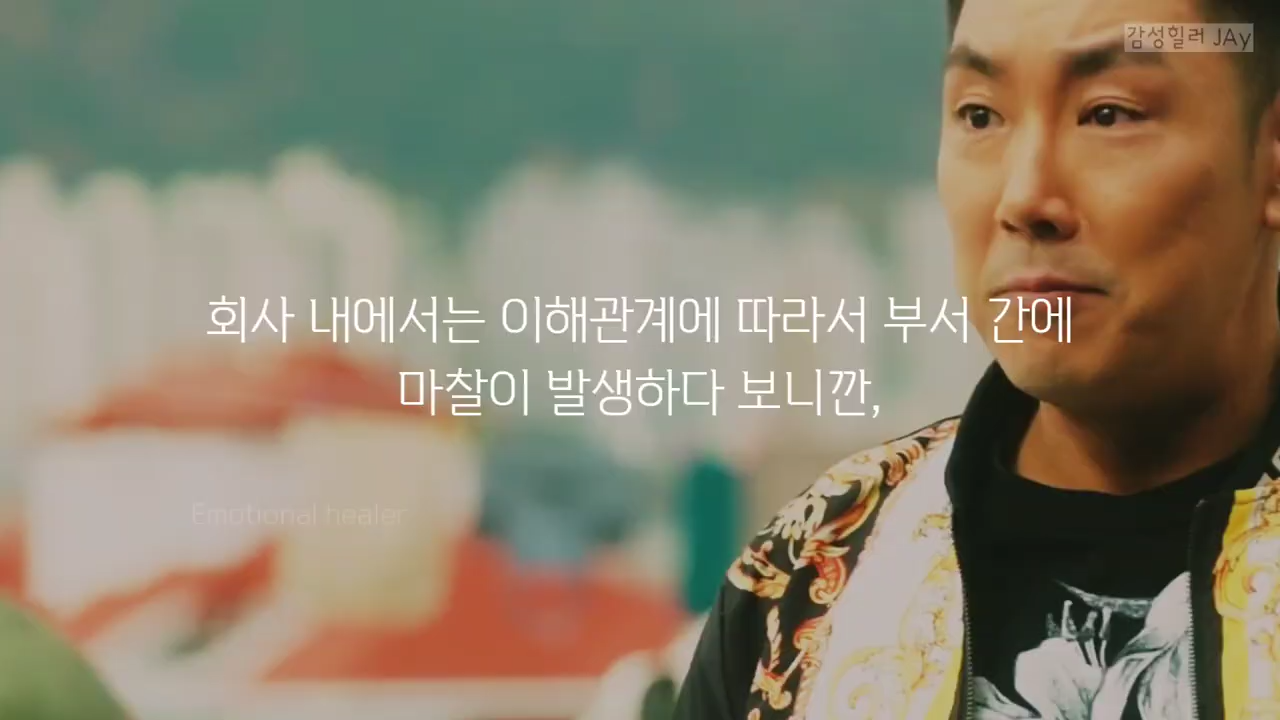 감성힐러 JAy
회사 내에서는 이해관계에 따라서 부서 간에
마찰이 발생하다 보니깐,
Emotional healer